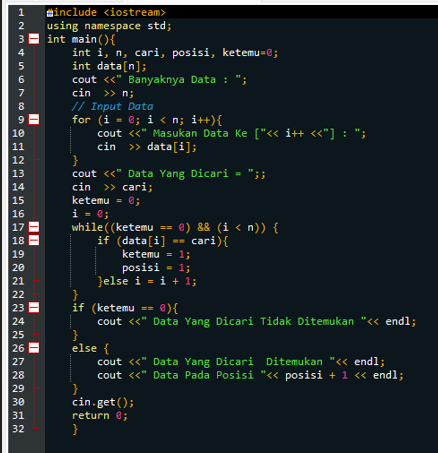 1 #include <iostream>
2 using namespace std;
3 int main(){
4 int i, n, cari, posisi, ketemu=0;
5 int data[n];
6 cout <<" Banyaknya Data : ";
7 cin >> n;
8 // Input Data
9 for (i = 0; i < n; i++){
10 cout <<" Masukan Data Ke ["<< i++ <<"] : ";
11 cin >> data[i];
12 }
13 cout <<" Data Yang Dicari = ";;
14 cin >> cari;
15 ketemu = 0;
16 i = 0;
17 while((ketemu == 0) && (i < n)) {
18 if (data[i] == cari){
19 ketemu = 1;
20 posisi = 1;
21 }else i = i + 1;
22 }
23 if (ketemu == 0){
24 cout <<" Data Yang Dicari Tidak Ditemukan "<< endl;
25 }
26 else {
27 cout <<" Data Yang Dicari  Ditemukan "<< endl;
28 cout <<" Data Pada Posisi "<< posisi + 1 << endl;
29 }
30 cin.get();
31 return 0;
32 }